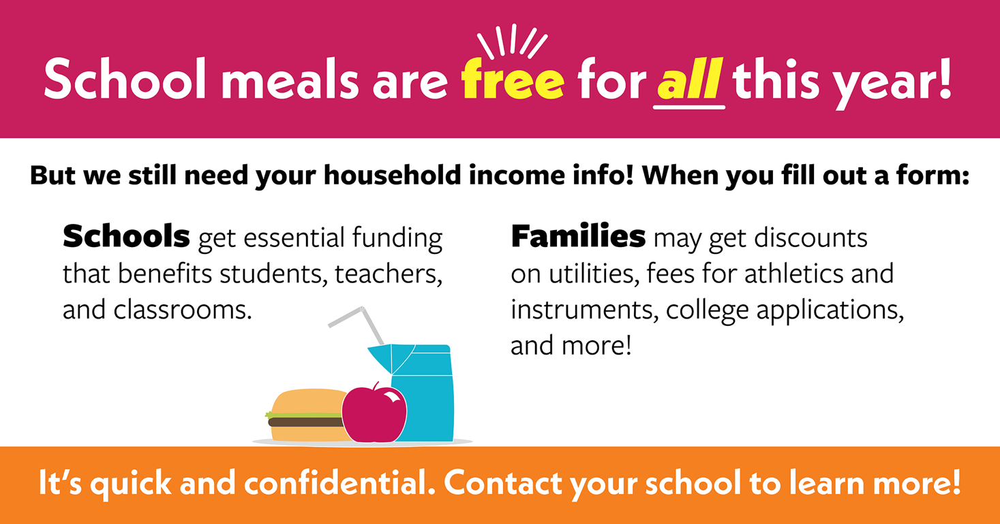 School meals are free for all this year!
But we still need your household income info! When you fill out a form:
Schools get essential funding
that benefits students, teachers,
and classrooms.
Families may get discounts
on utilities, fees for athletics and
instruments, college applications,
and more!
It's quick and confidential. Contact your school to learn more!